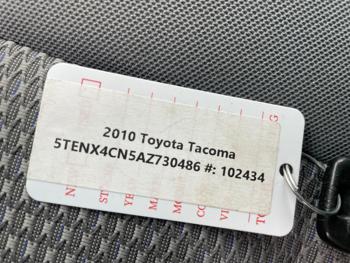 2010 Toyota Tacoma
5TENX4CN5AZ730486 #: 102434